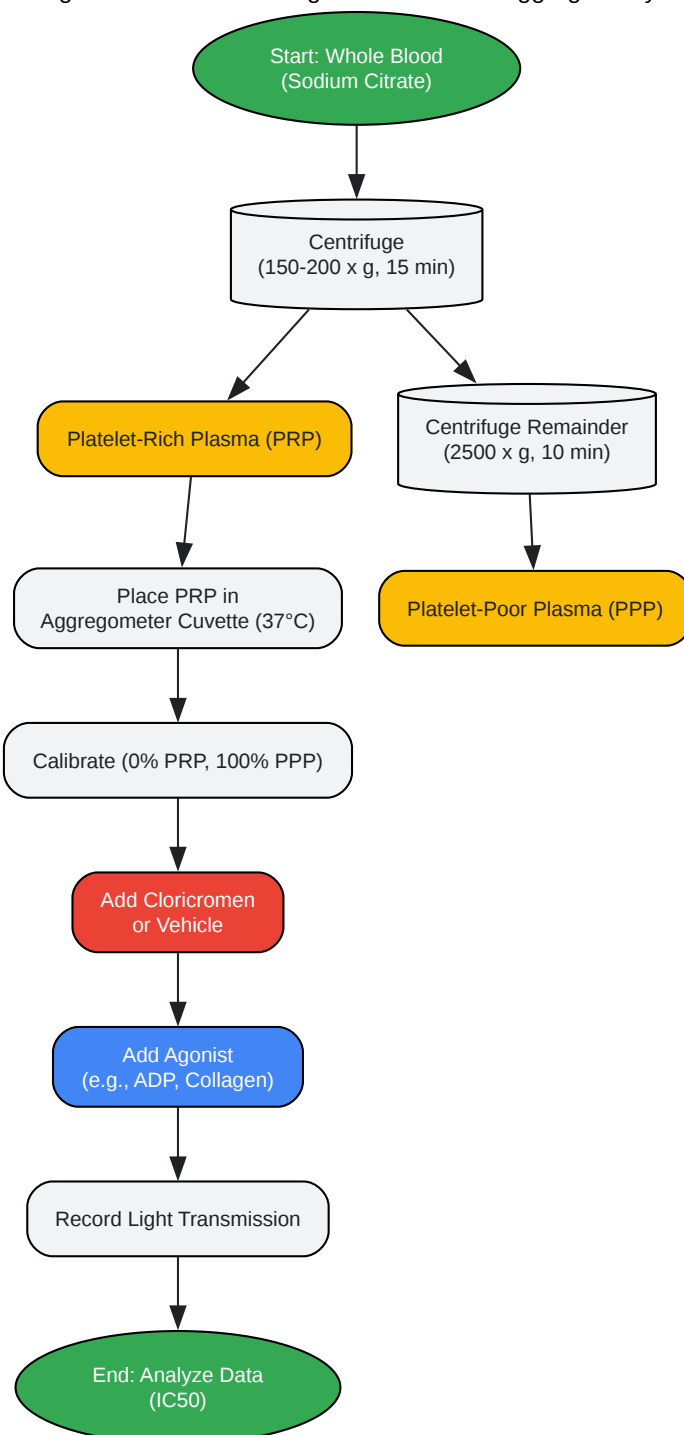 Start: Whole Blood
(Sodium Citrate)
Centrifuge
(150-200 x g, 15 min)
Platelet-Rich Plasma (PRP)
Centrifuge Remainder
(2500 x g, 10 min)
Place PRP in
Aggregometer Cuvette (37°C)
Platelet-Poor Plasma (PPP)
Calibrate (0% PRP, 100% PPP)
Add Cloricromen
or Vehicle
Add Agonist
(e.g., ADP, Collagen)
Record Light Transmission
End: Analyze Data
(IC50)